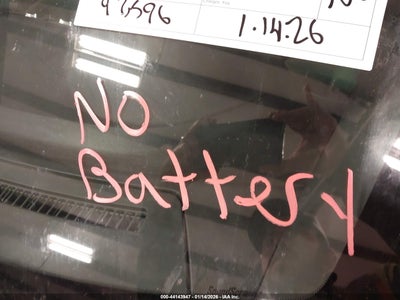 1.14.26
NO
Battery
000-44143947 - 01/14/2026 - IAA Inc.